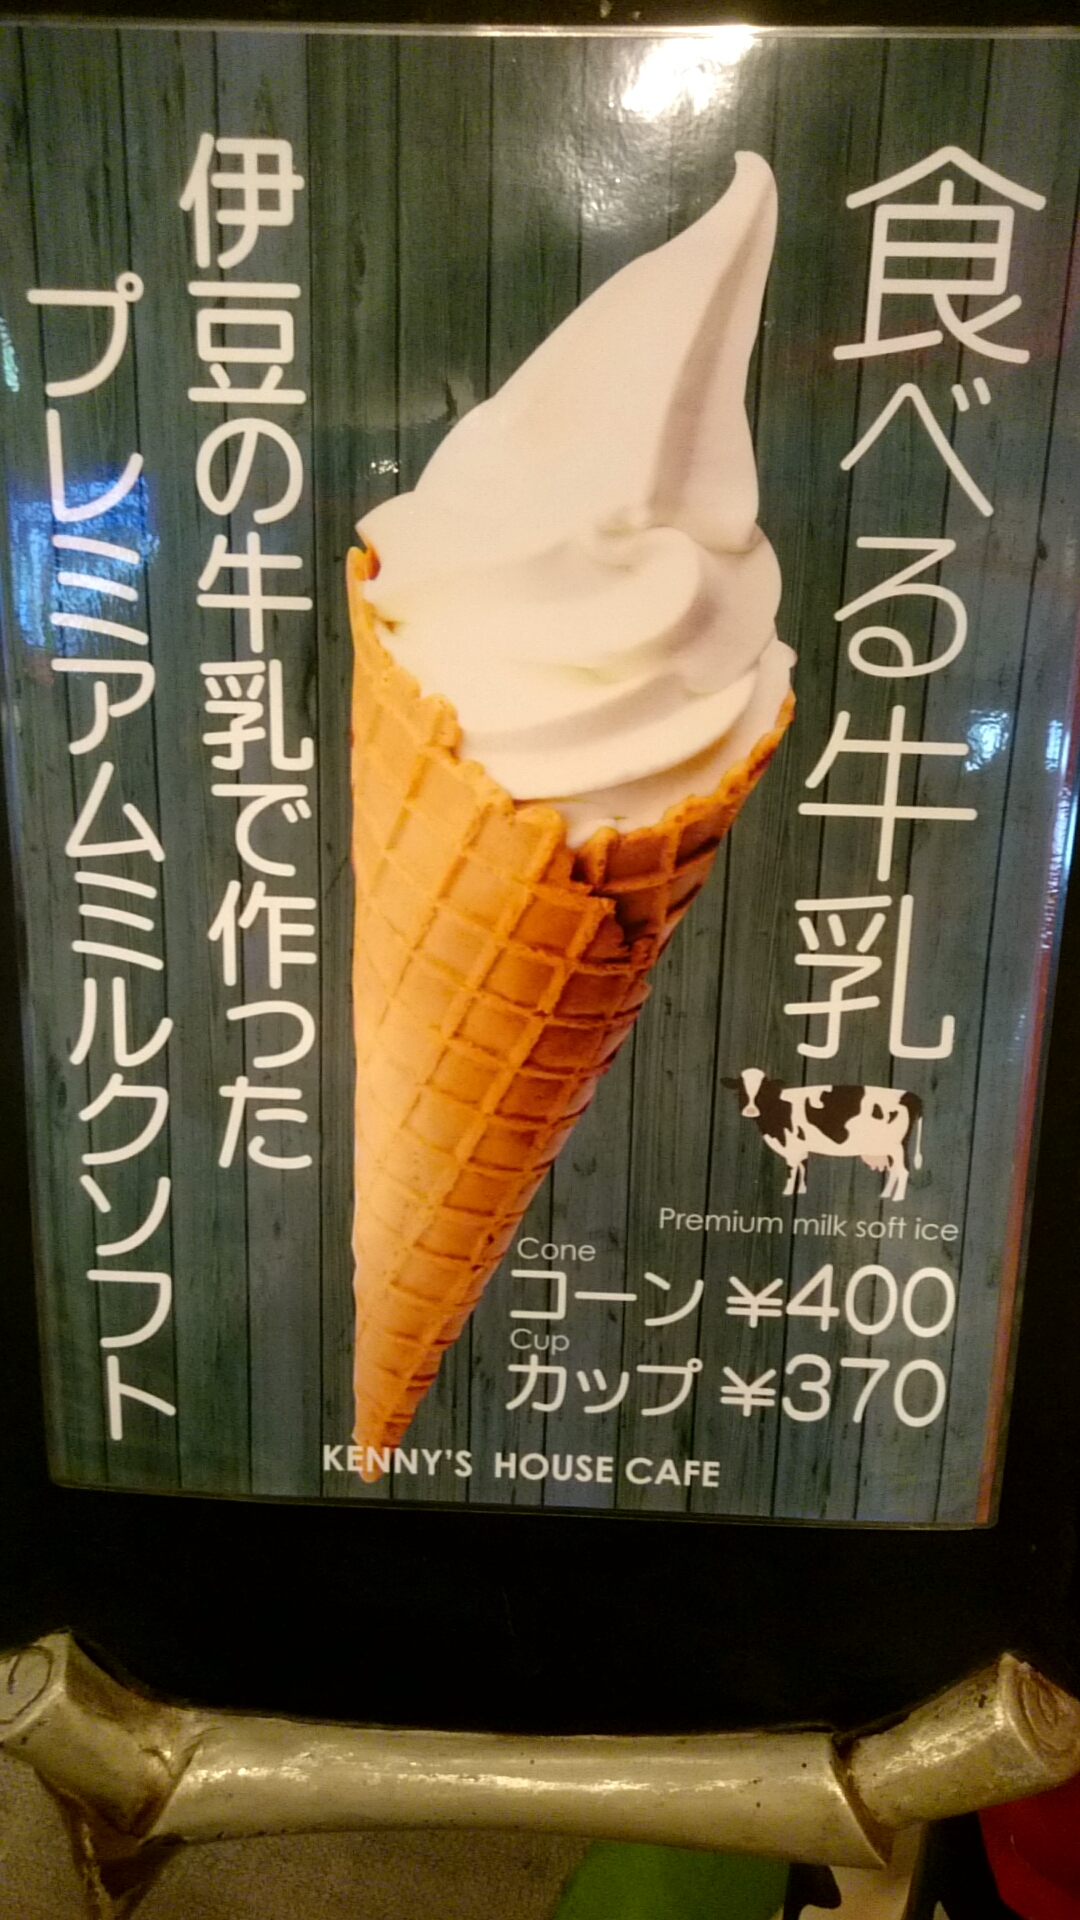 食べる牛乳
伊豆の牛乳で作った
プレミアムミルクソフト
Premium milk soft ice
Cone
コーン ¥400
Cup
カップ ¥370
KENNY'S HOUSE CAFE